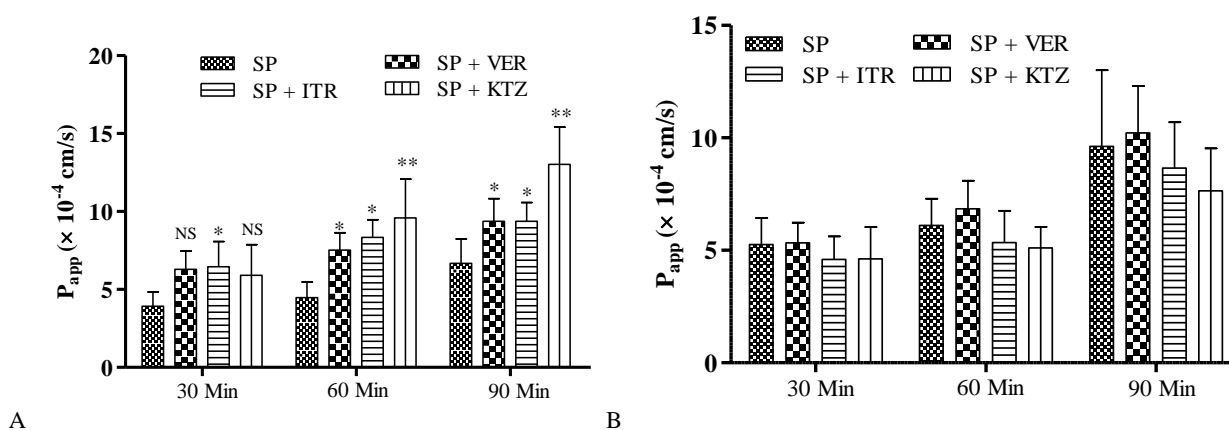 20
15
10
5
0
P_app (× 10⁻⁴ cm/s)
SP
SP + VER
SP + ITR
SP + KTZ
NS * NS
* * **
* * **
30 Min 60 Min 90 Min
A
15
10
5
0
P_app (× 10⁻⁴ cm/s)
SP
SP + VER
SP + ITR
SP + KTZ
30 Min 60 Min 90 Min
B